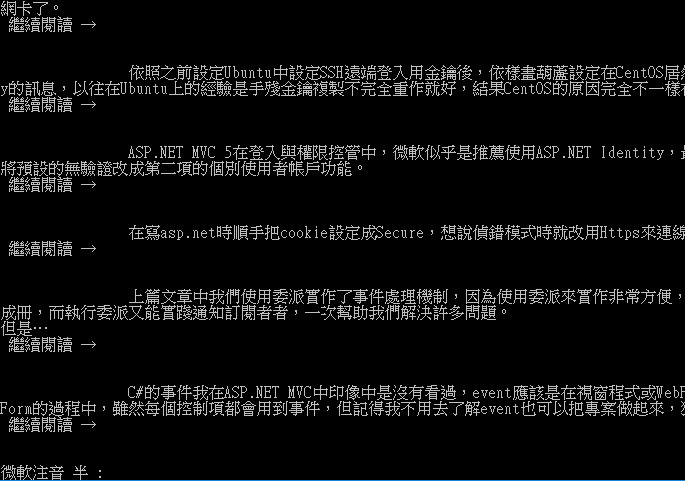 網卡了。
繼續閱讀 →
依照之前設定Ubuntu中設定SSH遠端登入用金鑰後，依樣畫葫蘆設定在CentOS居然
y的訊息，以往在Ubuntu上的經驗是手殘金鑰複製不完全重作就好，結果CentOS的原因完全不一樣
繼續閱讀 →
ASP.NET MVC 5在登入與權限控管中，微軟似乎是推薦使用ASP.NET Identity，
將預設的無驗證改成第二項的個別使用者帳戶功能。
繼續閱讀 →
在寫asp.net時順手把cookie設定成Secure，想說偵錯模式時就改用Https來連線
繼續閱讀 →
上篇文章中我們使用委派實作了事件處理機制，因為使用委派來實作非常方便，
成冊，而執行委派又能實踐通知訂閱者者，一次幫助我們解決許多問題。
但是…
繼續閱讀 →
C#的事件我在ASP.NET MVC中印像中是沒有看過，event應該是在視窗程式或WebF
Form的過程中，雖然每個控制項都會用到事件，但記得我不用去了解event也可以把專案做起來，
繼續閱讀 →
微軟注音 半 :